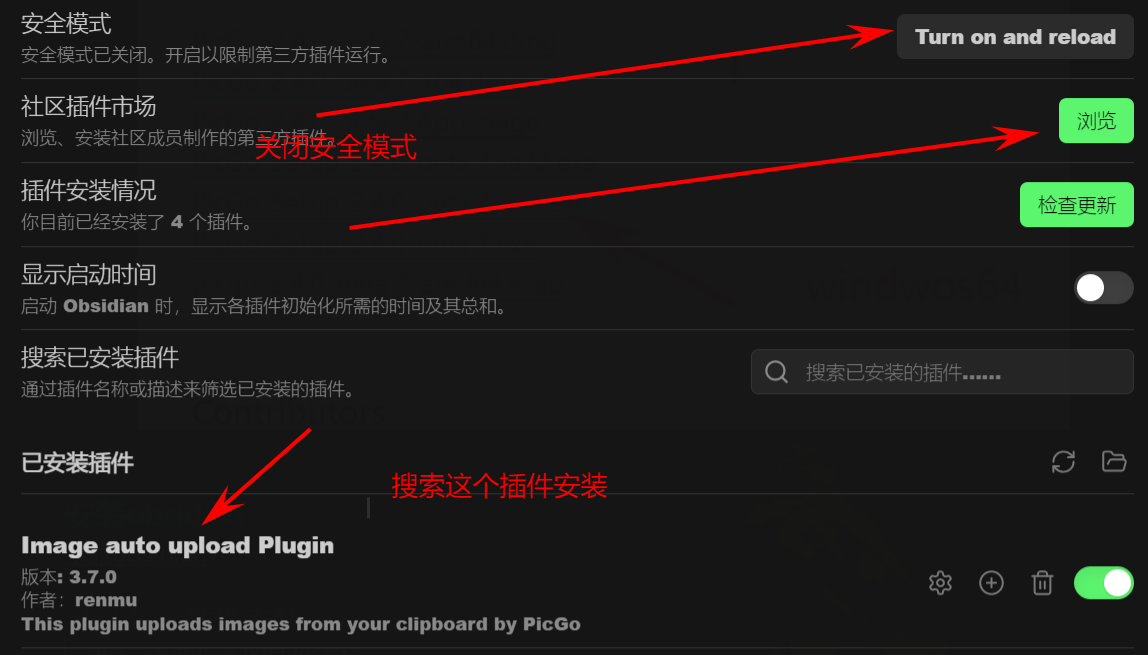 安全模式
安全模式已关闭。开启以限制第三方插件运行。
Turn on and reload
社区插件市场
浏览、安装社区成员制作的第三方插件。
浏览
关闭安全模式
插件安装情况
你目前已经安装了 4 个插件。
检查更新
显示启动时间
启动 Obsidian 时，显示各插件初始化所需的时间及其总和。
搜索已安装插件
通过插件名称或描述来筛选已安装的插件。
搜索已安装的插件......
Contributors
已安装插件
搜索这个插件安装
Image auto upload Plugin
版本: 3.7.0
作者：renmu
This plugin uploads images from your clipboard by PicGo